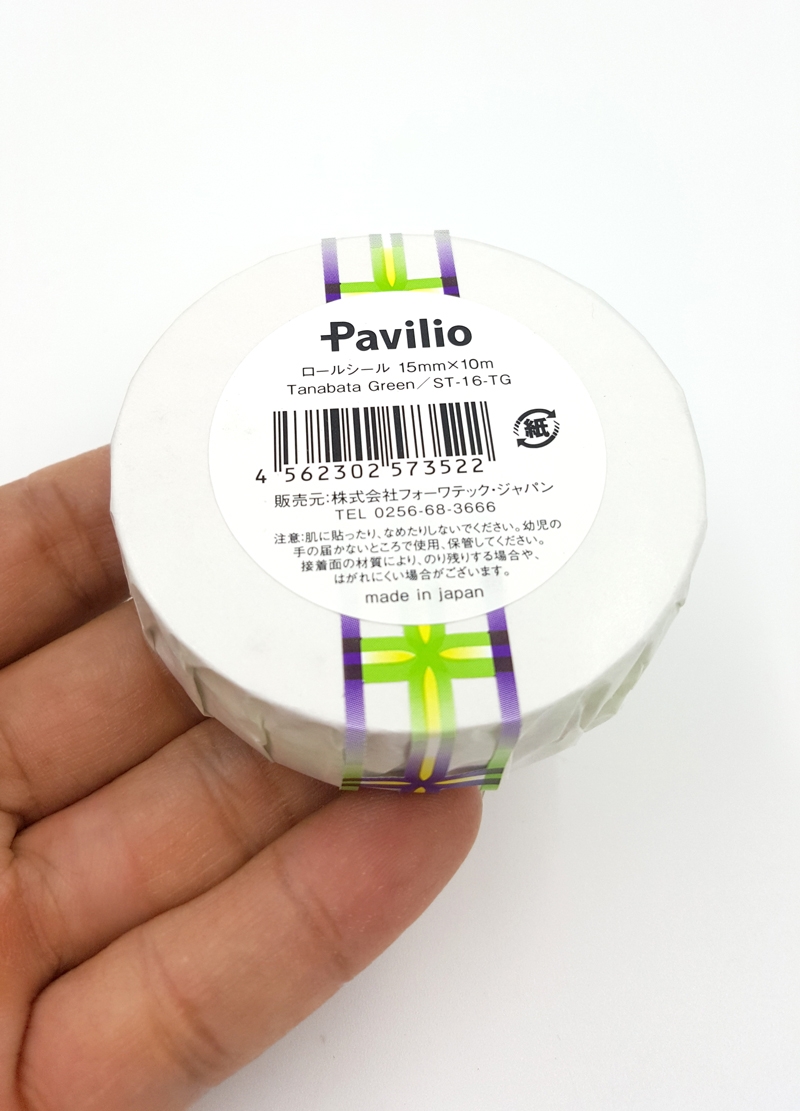 Pavilio
ロールシール 15mm×10m
Tanabata Green／ST-16-TG
紙
4 562302 573522
販売元:株式会社フォーワテック・ジャパン
TEL 0256-68-3666
注意:肌に貼ったり、なめたりしないでください。幼児の
手の届かないところで使用、保管してください。
接着面の材質により、のり残りする場合や、
はがれにくい場合がございます。
made in japan